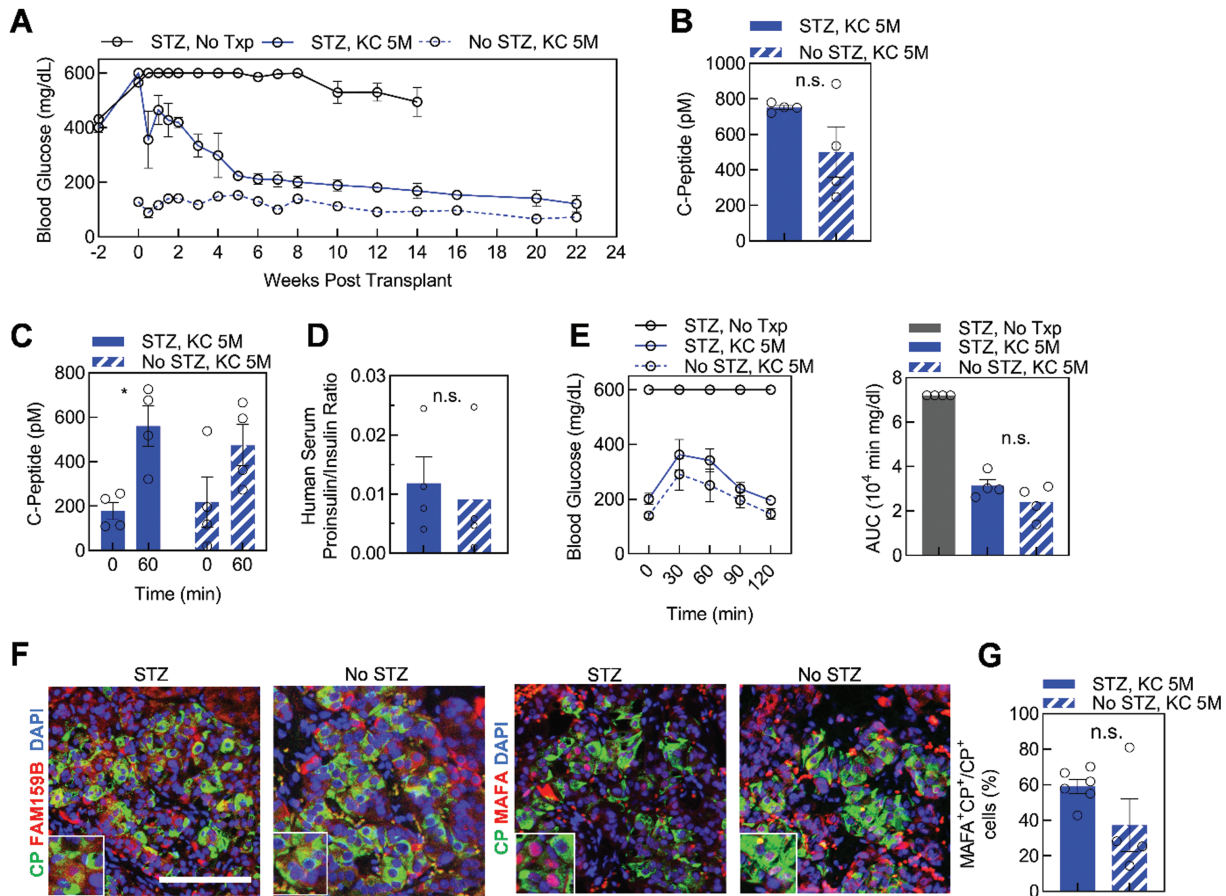 A
STZ, No Txp STZ, KC 5M No STZ, KC 5M
Blood Glucose (mg/dL)
600
400
200
0
-2 0 2 4 6 8 10 12 14 16 18 20 22 24
Weeks Post Transplant
B
STZ, KC 5M
No STZ, KC 5M
C-Peptide (pM)
1000
800
600
400
200
0
n.s.
C
STZ, KC 5M
No STZ, KC 5M
C-Peptide (pM)
800
600
400
200
0
*
0 60 0 60
Time (min)
D
Human Serum
Proinsulin/Insulin Ratio
0.03
0.02
0.01
0.00
n.s.
E
STZ, No Txp
STZ, KC 5M
No STZ, KC 5M
Blood Glucose (mg/dL)
600
400
200
0
0 30 60 90 120
Time (min)
STZ, No Txp
STZ, KC 5M
No STZ, KC 5M
AUC (10⁴ min mg/dl)
8
6
4
2
0
n.s.
F
STZ No STZ STZ No STZ
CP FAM159B DAPI
CP MAFA DAPI
G
STZ, KC 5M
No STZ, KC 5M
MAFA⁺CP⁺/CP⁺
cells (%)
100
80
60
40
20
0
n.s.